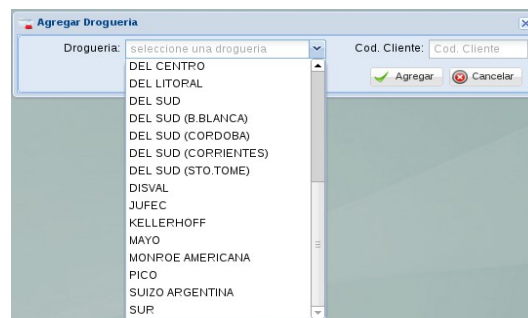 Agregar Drogueria
Drogueria: seleccione una drogueria Cod. Cliente: Cod. Cliente
Agregar Cancelar
DEL CENTRO
DEL LITORAL
DEL SUD
DEL SUD (B.BLANCA)
DEL SUD (CORDOBA)
DEL SUD (CORRIENTES)
DEL SUD (STO.TOME)
DISVAL
JUFEC
KELLERHOFF
MAYO
MONROE AMERICANA
PICO
SUIZO ARGENTINA
SUR